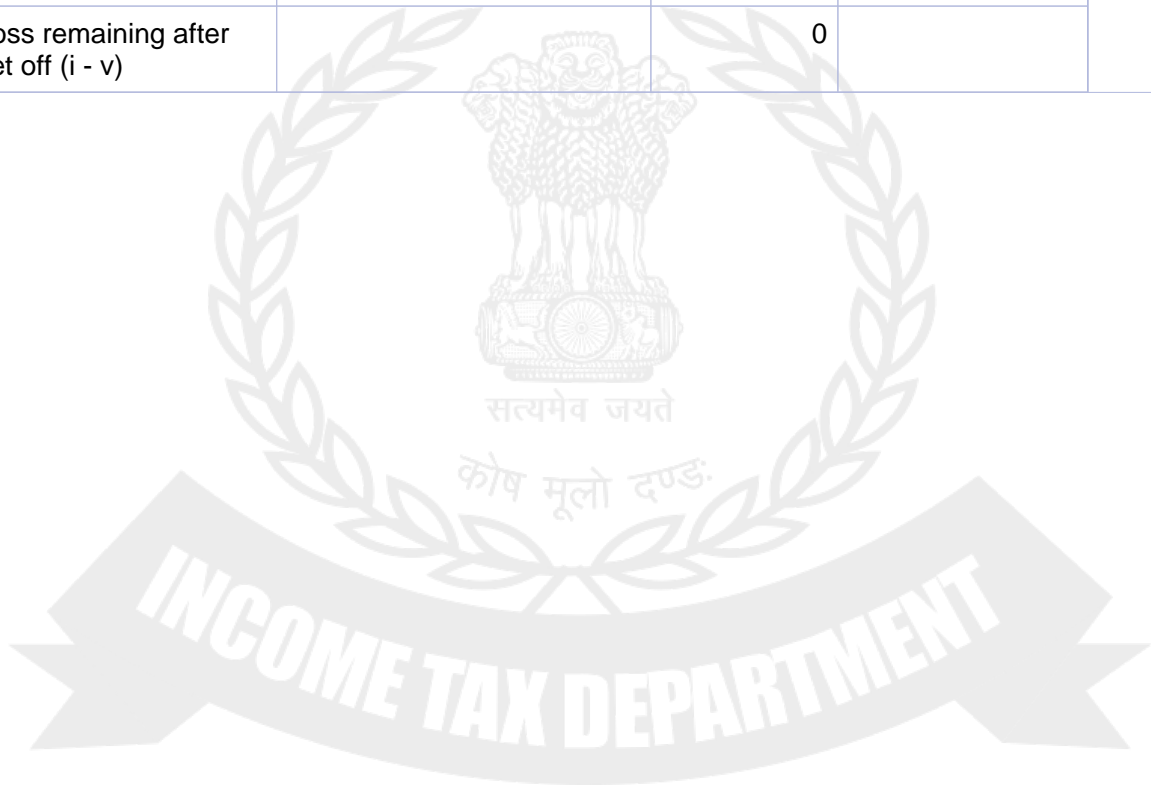 oss remaining after
et off (i - v)
0
सत्यमेव जयते
कोष मूलो दण्डः
INCOME TAX DEPARTMENT